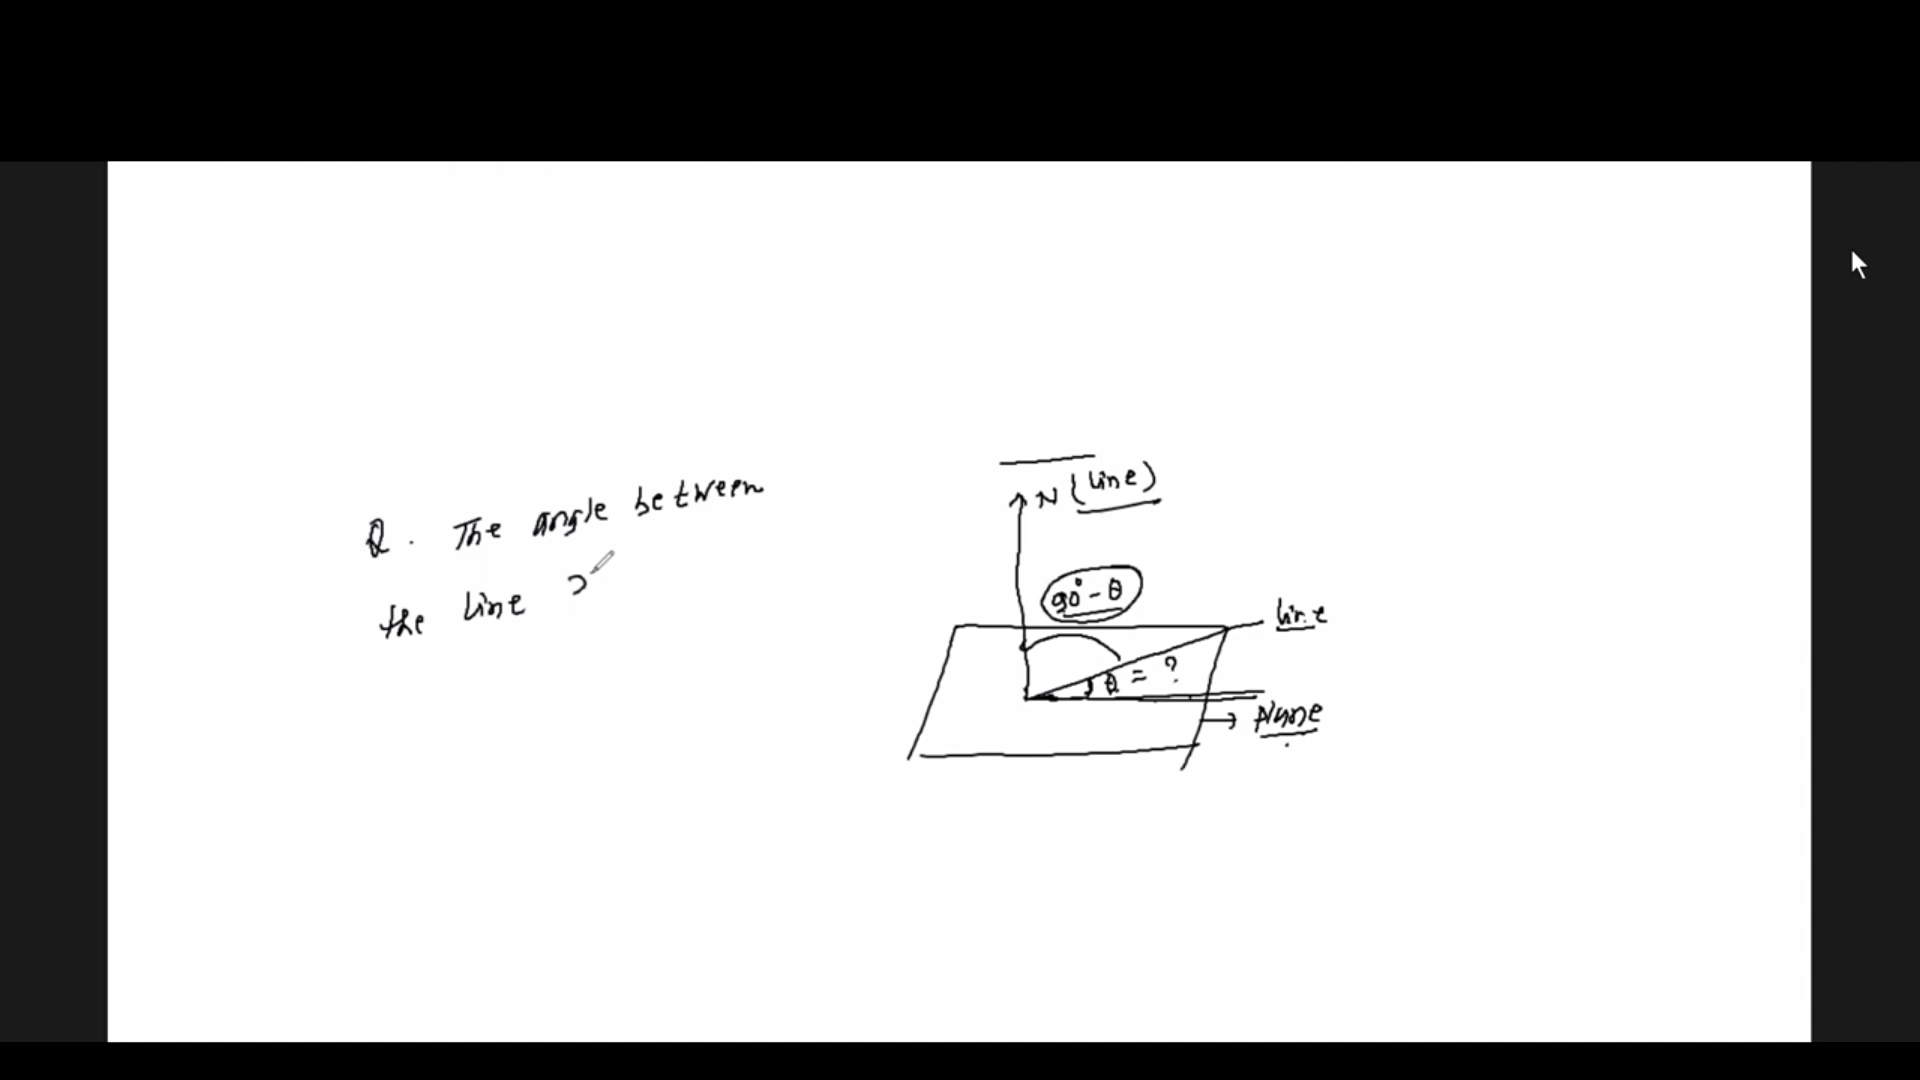 Q. The angle between
the line
N (line)
90° - θ
line
θ = ?
→ plane